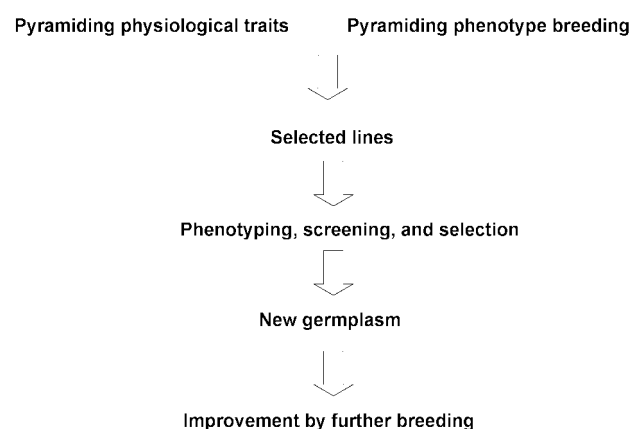 Pyramiding physiological traits
Pyramiding phenotype breeding
Selected lines
Phenotyping, screening, and selection
New germplasm
Improvement by further breeding